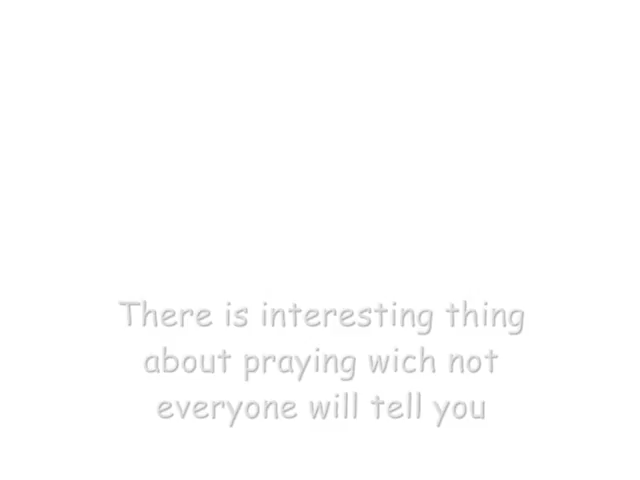 There is interesting thing
about praying wich not
everyone will tell you